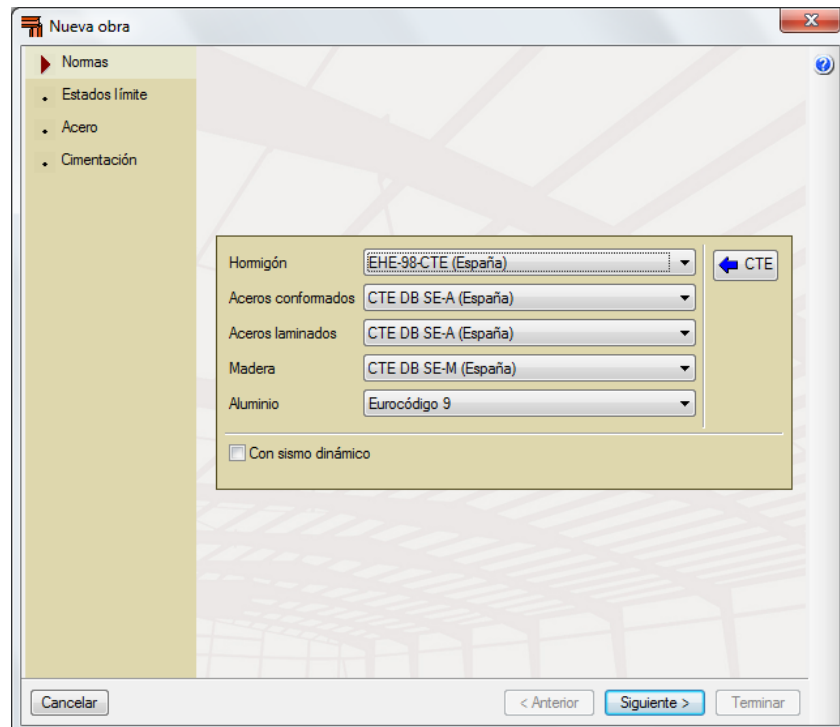 Nueva obra
Normas
Estados límite
Acero
Cimentación
Hormigón EHE-98-CTE (España) CTE
Aceros conformados CTE DB SE-A (España)
Aceros laminados CTE DB SE-A (España)
Madera CTE DB SE-M (España)
Aluminio Eurocódigo 9
Con sismo dinámico
Cancelar < Anterior Siguiente > Terminar